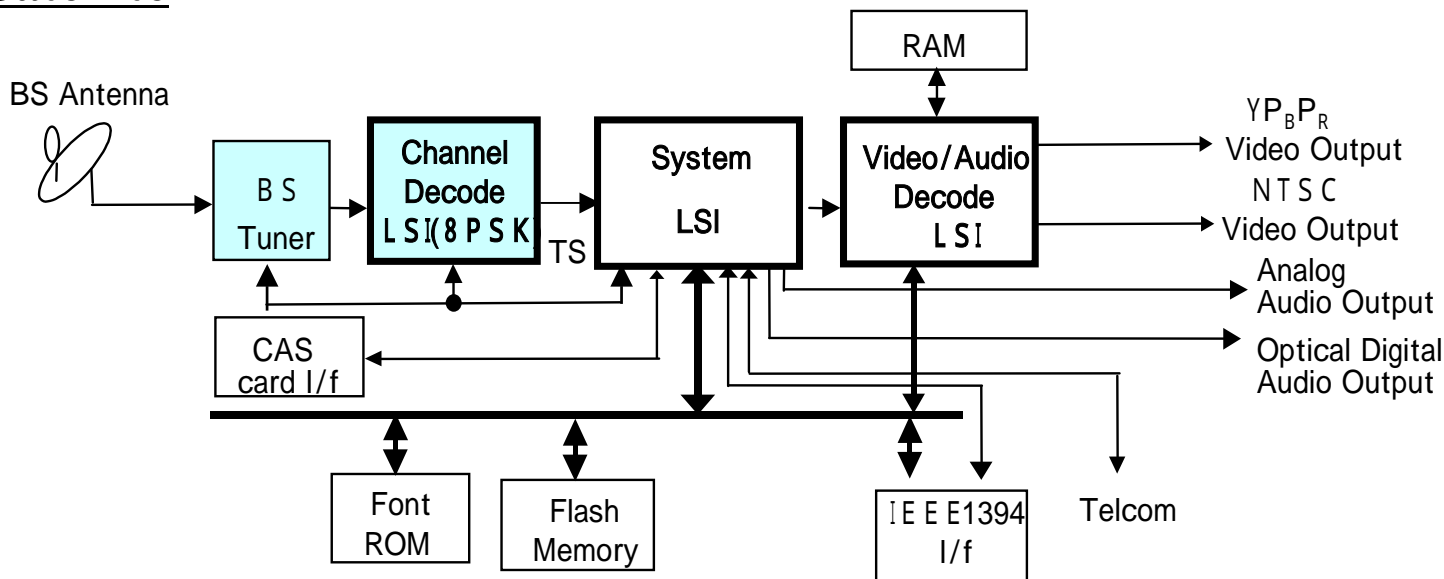 RAM
BS Antenna
YPBPR
Video Output
NTSC
Video Output
Analog
Audio Output
Optical Digital
Audio Output
BS
Tuner
Channel
Decode
LSI(8PSK)
TS
System
LSI
Video/Audio
Decode
LSI
CAS
card I/f
Font
ROM
Flash
Memory
IEEE1394
I/f
Telcom